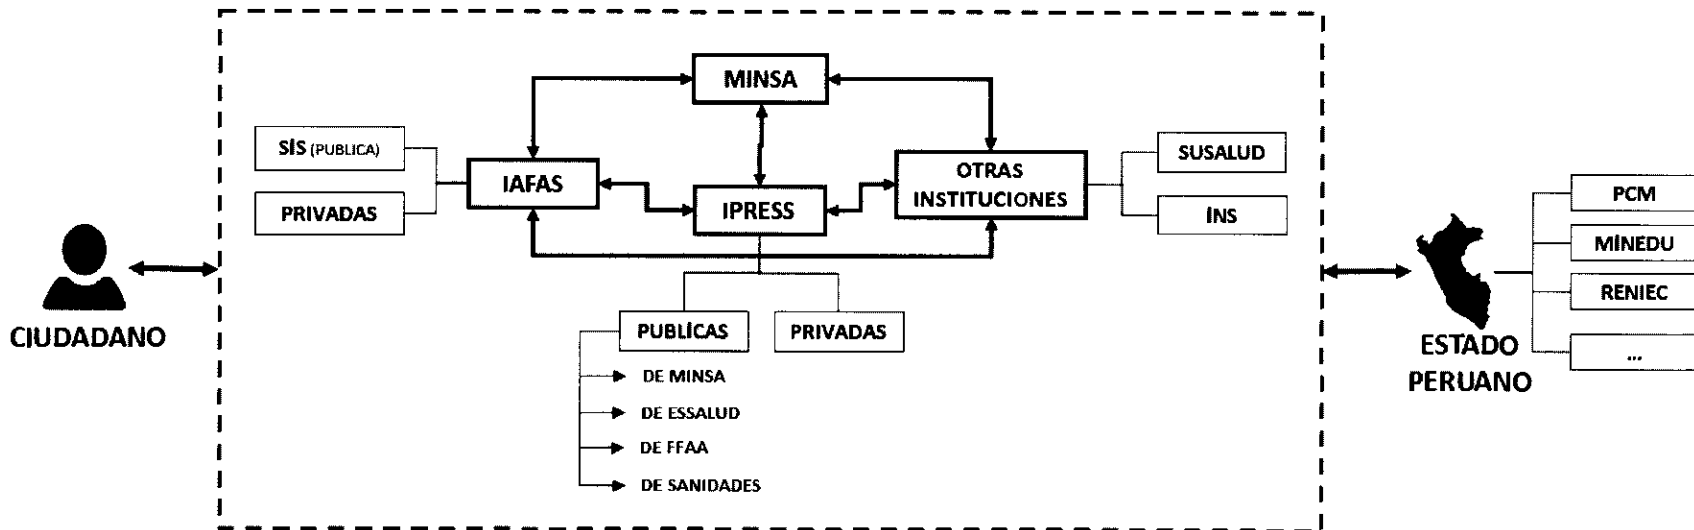 MINSA
SIS (PUBLICA)
PRIVADAS
IAFAS
IPRESS
OTRAS
INSTITUCIONES
SUSALUD
INS
CIUDADANO
PUBLICAS
PRIVADAS
DE MINSA
DE ESSALUD
DE FFAA
DE SANIDADES
ESTADO
PERUANO
PCM
MINEDU
RENIEC
...